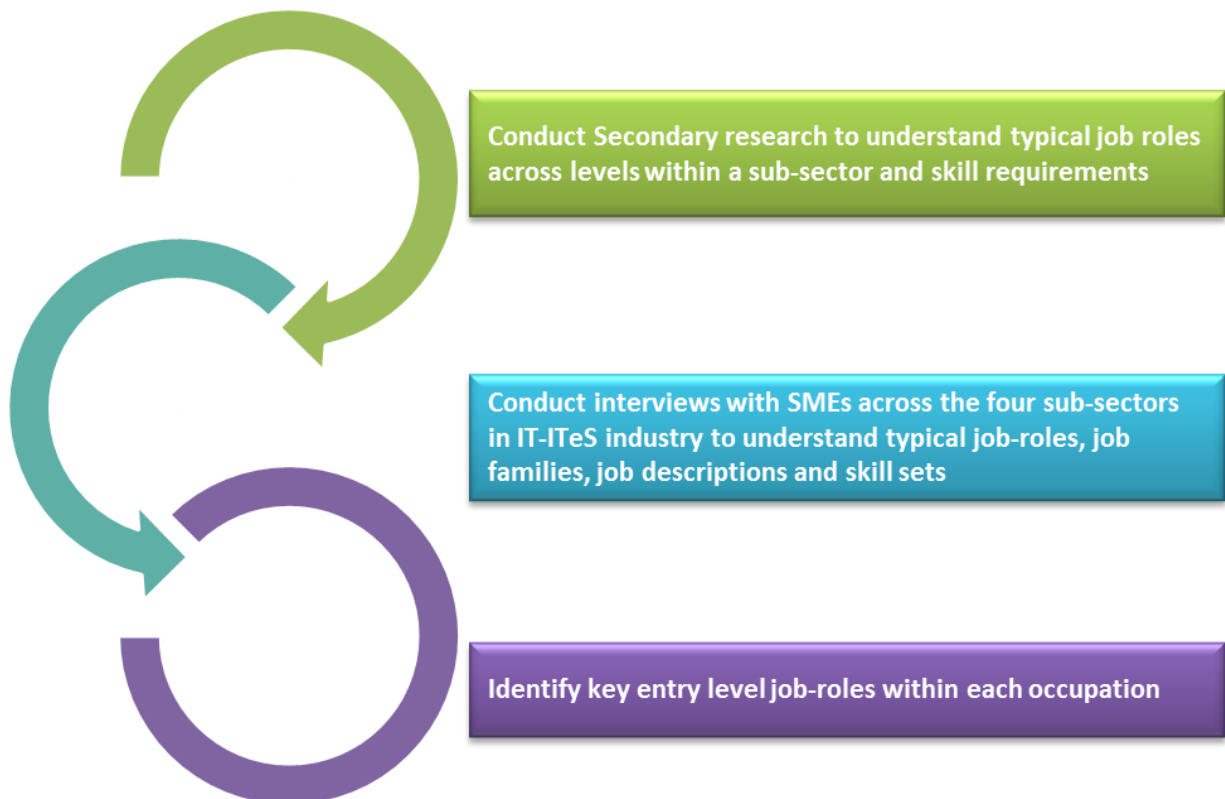 Conduct Secondary research to understand typical job roles
across levels within a sub-sector and skill requirements
Conduct interviews with SMEs across the four sub-sectors
in IT-ITeS industry to understand typical job-roles, job
families, job descriptions and skill sets
Identify key entry level job-roles within each occupation